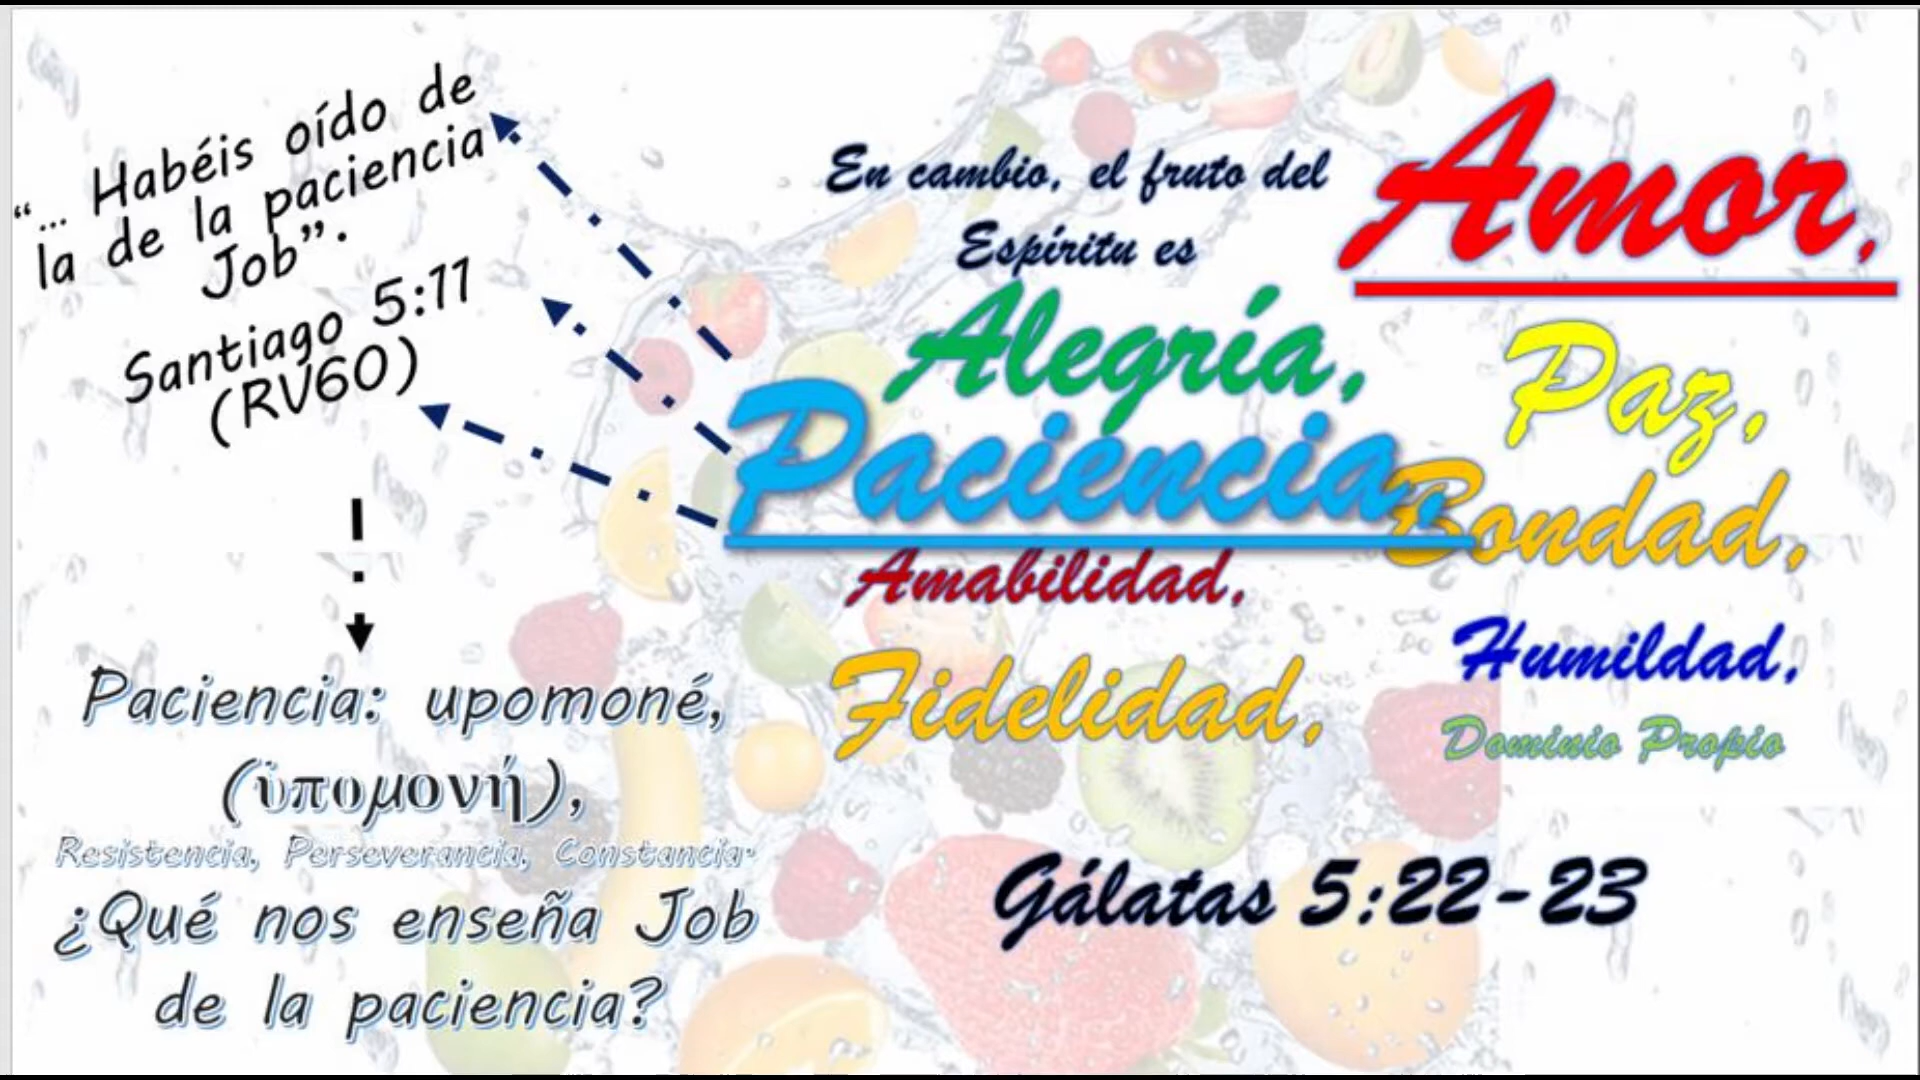 “… Habéis oído de
la de la paciencia
Job”.
Santiago 5:11
(RV60)
Paciencia: upomoné,
(ὑπομονή),
Resistencia, Perseverancia, Constancia.
¿Qué nos enseña Job
de la paciencia?
En cambio, el fruto del
Espíritu es
Amor,
Alegría,
Paz,
Paciencia,
Bondad,
Amabilidad,
Humildad,
Fidelidad,
Dominio Propio
Gálatas 5:22-23